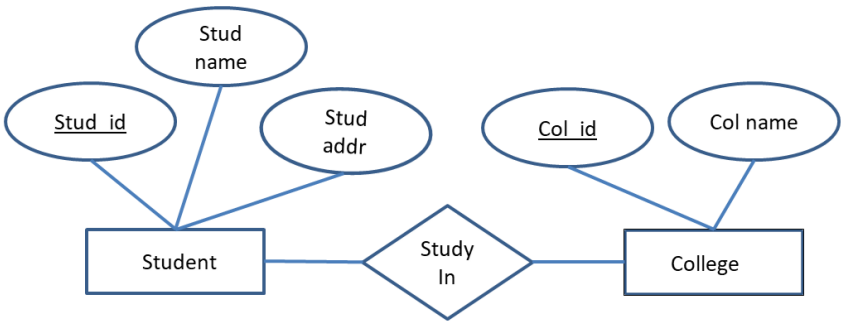 Stud
name
Stud_id
Stud
addr
Col_id
Col name
Student
Study
In
College